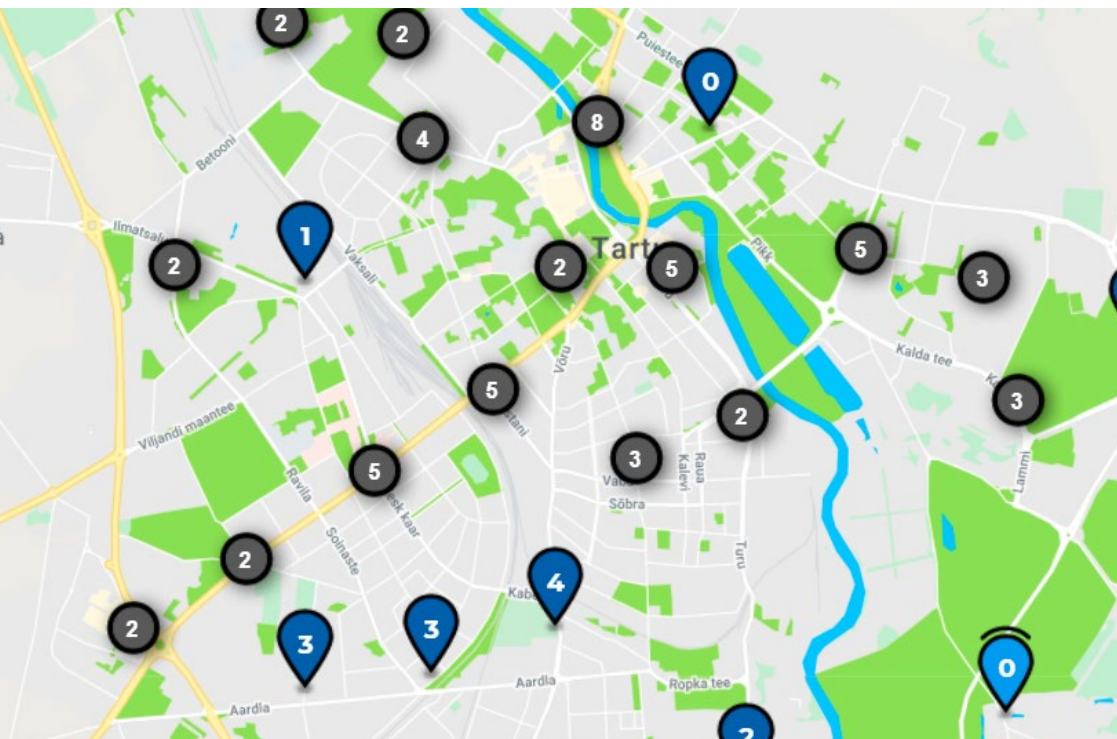 2
2
Puiestee
0
8
4
Betooni
Ilmatsalu
1
2
Vaksali
2
Tartu
5
Pikk
5
3
Kalda tee
3
Võru
5
2
Viljandi maantee
3
Raua
Kalevi
Sõbra
5
Ravila
Lammi
Soinaste
Turu
2
4
2
3
3
0
Aardla
Ropka tee
Aardla
2